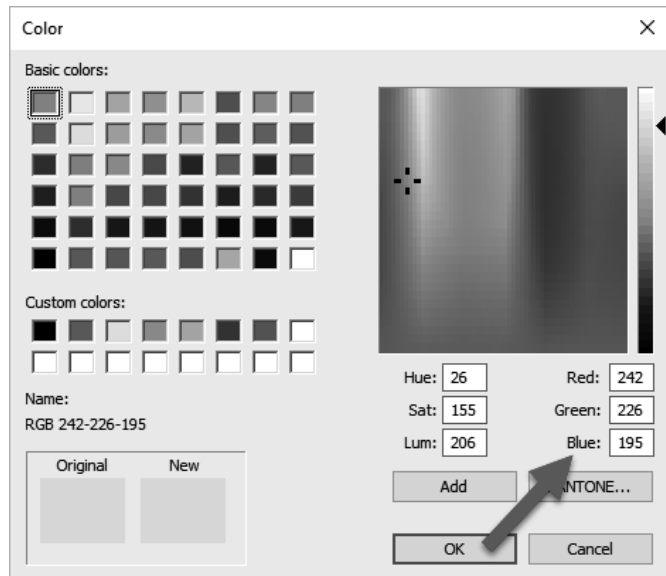 Color
Basic colors:
Custom colors:
Name:
RGB 242-226-195
Original New
Hue: 26 Red: 242
Sat: 155 Green: 226
Lum: 206 Blue: 195
Add ANTONE...
OK Cancel